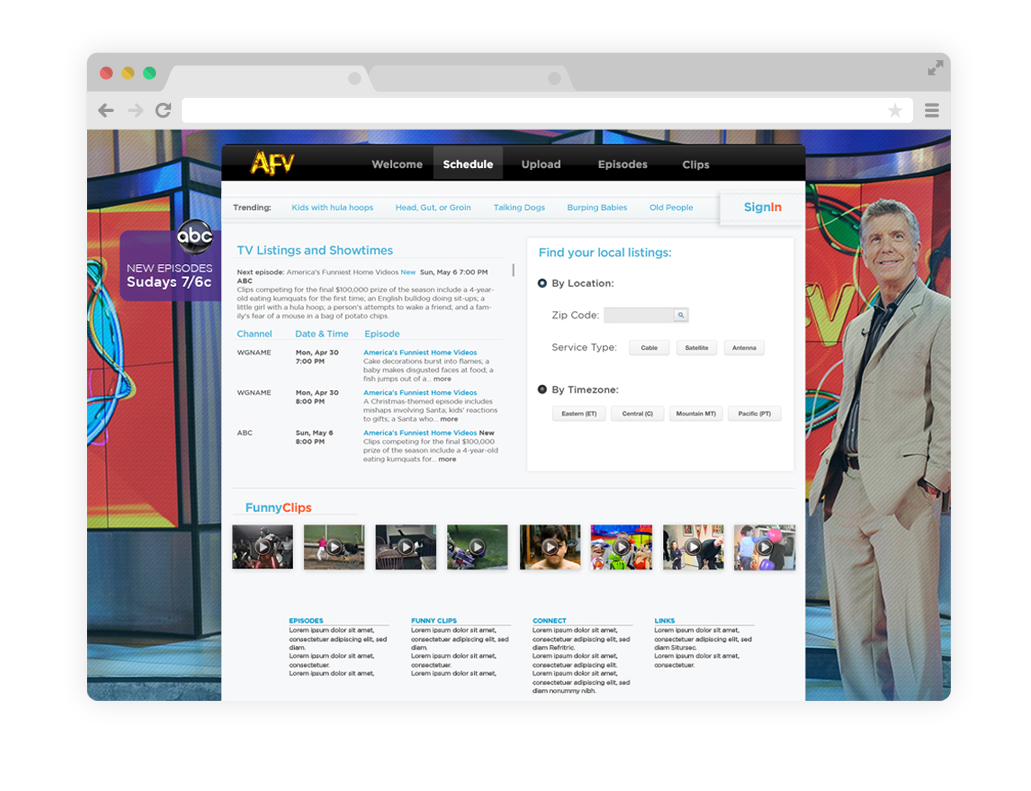 AFV
Welcome
Schedule
Upload
Episodes
Clips
Trending:
Kids with hula hoops
Head, Gut, or Groin
Talking Dogs
Burping Babies
Old People
SignIn
abc
NEW EPISODES
Sudays 7/6c
TV Listings and Showtimes
Next episode: America's Funniest Home Videos New Sun, May 6 7:00 PM
ABC
Clips competing for the final $100,000 prize of the season include a 4-year-
old eating kumquats for the first time; an English bulldog doing sit-ups; a
little girl with a hula hoop; a person's attempts to wake a friend, and a fam-
ily's fear of a mouse in a bag of potato chips.
Channel Date & Time Episode
WGNAME Mon, Apr 30 America's Funniest Home Videos
7:00 PM Cake decorations burst into flames, a
baby makes disgusted faces at food, a
fish jumps out of a... more
WGNAME Mon, Apr 30 America's Funniest Home Videos
8:00 PM A Christmas-themed episode includes
mishaps involving Santa; kids' reactions
to gifts; a Santa who... more
ABC Sun, May 6 America's Funniest Home Videos New
8:00 PM Clips competing for the final $100,000
prize of the season include a 4-year-old
eating kumquats for... more
Find your local listings:
By Location:
Zip Code:
Service Type: Cable Satellite Antenna
By Timezone:
Eastern (ET) Central (C) Mountain MT) Pacific (PT)
FunnyClips
EPISODES
Lorem ipsum dolor sit amet,
consectetuer adipiscing elit, sed
diam.
Lorem ipsum dolor sit amet,
consectetuer.
Lorem ipsum dolor sit amet,
FUNNY CLIPS
Lorem ipsum dolor sit amet,
consectetuer adipiscing elit, sed
diam.
Lorem ipsum dolor sit amet,
consectetuer.
Lorem ipsum dolor sit amet,
CONNECT
Lorem ipsum dolor sit amet,
consectetuer adipiscing elit, sed
diam Refritric.
Lorem ipsum dolor sit amet,
consectetuer adipiscing elit.
Lorem ipsum dolor sit amet,
consectetuer adipiscing elit, sed
diam nonummy nibh.
LINKS
Lorem ipsum dolor sit amet,
consectetuer adipiscing elit, sed
diam Sitursec.
Lorem ipsum dolor sit amet,
consectetuer.